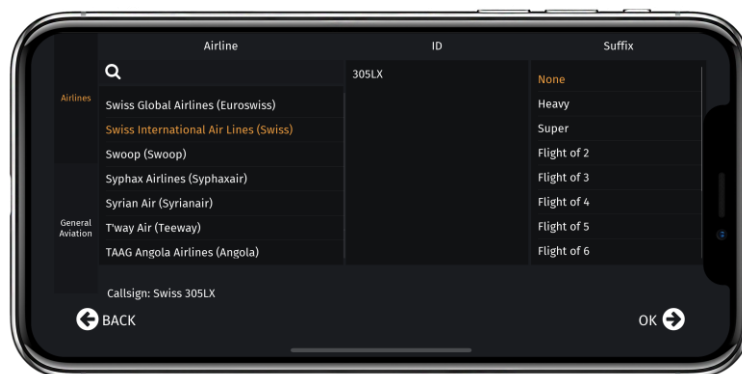 Airline
ID
Suffix
305LX
None
Airlines
Swiss Global Airlines (Euroswiss)
Heavy
Swiss International Air Lines (Swiss)
Super
Swoop (Swoop)
Flight of 2
Syphax Airlines (Syphaxair)
Flight of 3
Syrian Air (Syrianair)
Flight of 4
General
Aviation
T'way Air (Teeway)
Flight of 5
TAAG Angola Airlines (Angola)
Flight of 6
Callsign: Swiss 305LX
BACK
OK